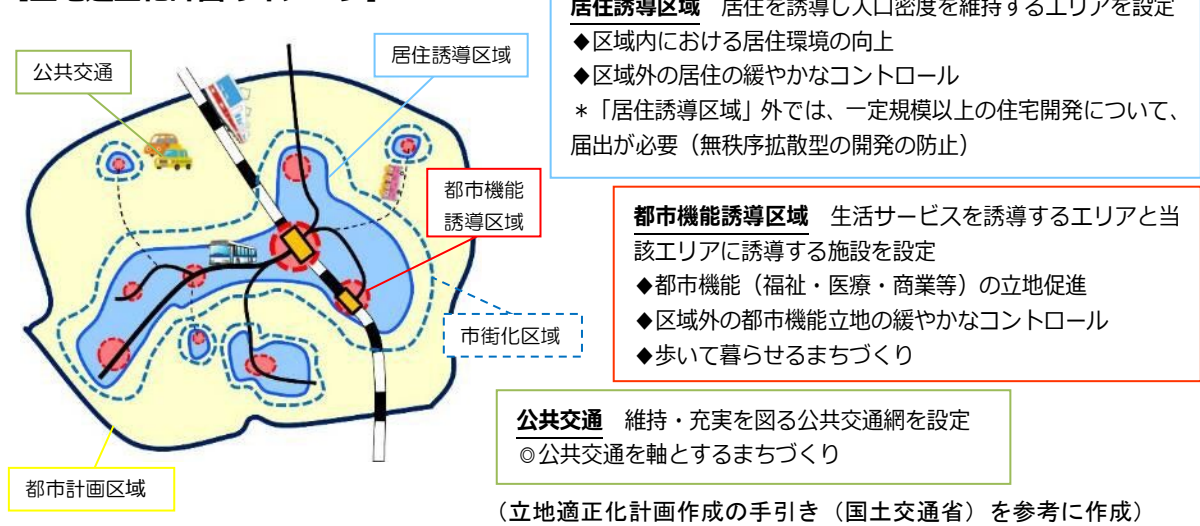 居住誘導区域　居住を誘導し人口密度を維持するエリアを設定
◆区域内における居住環境の向上
◆区域外の居住の緩やかなコントロール
＊「居住誘導区域」外では、一定規模以上の住宅開発について、
届出が必要（無秩序拡散型の開発の防止）
公共交通
居住誘導区域
都市機能
誘導区域
市街化区域
都市計画区域
都市機能誘導区域　生活サービスを誘導するエリアと当
該エリアに誘導する施設を設定
◆都市機能（福祉・医療・商業等）の立地促進
◆区域外の都市機能立地の緩やかなコントロール
◆歩いて暮らせるまちづくり
公共交通　維持・充実を図る公共交通網を設定
◎公共交通を軸とするまちづくり
（立地適正化計画作成の手引き（国土交通省）を参考に作成）